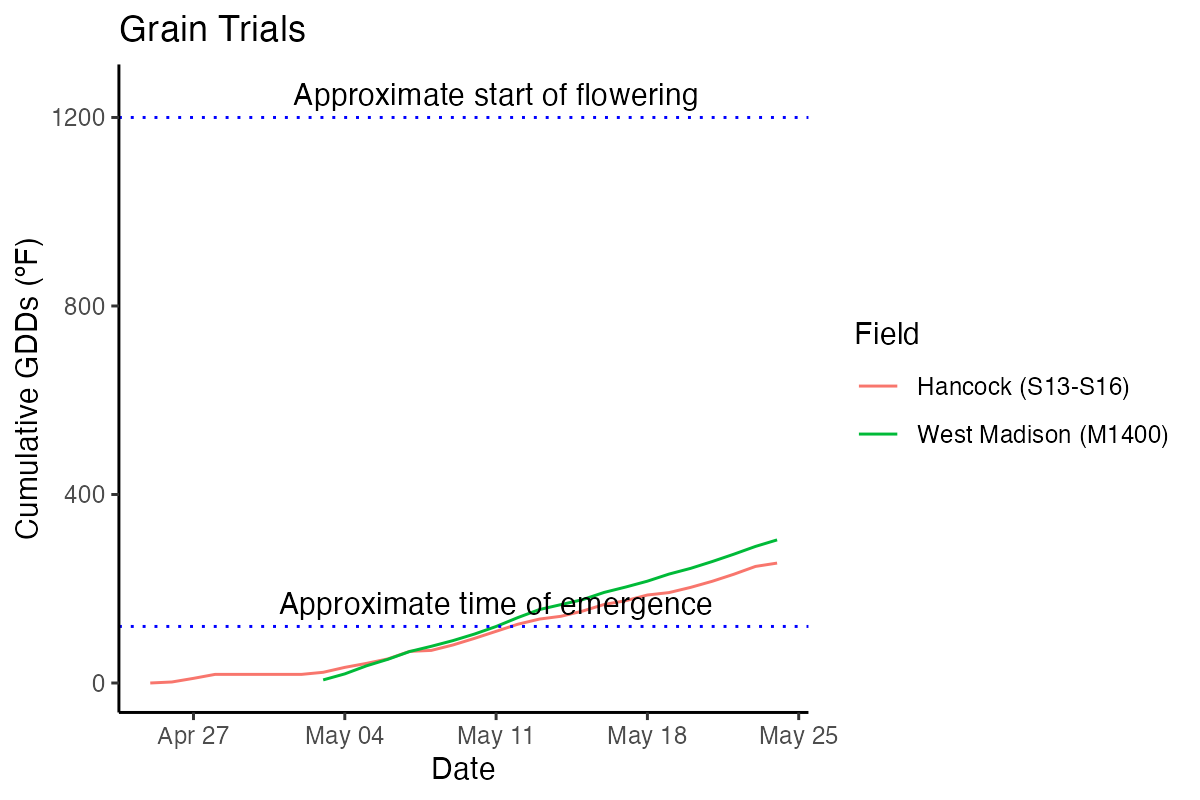 Grain Trials
Approximate start of flowering
1200
800
400
0
Cumulative GDDs (°F)
Approximate time of emergence
Apr 27
May 04
May 11
May 18
May 25
Date
Field
Hancock (S13-S16)
West Madison (M1400)